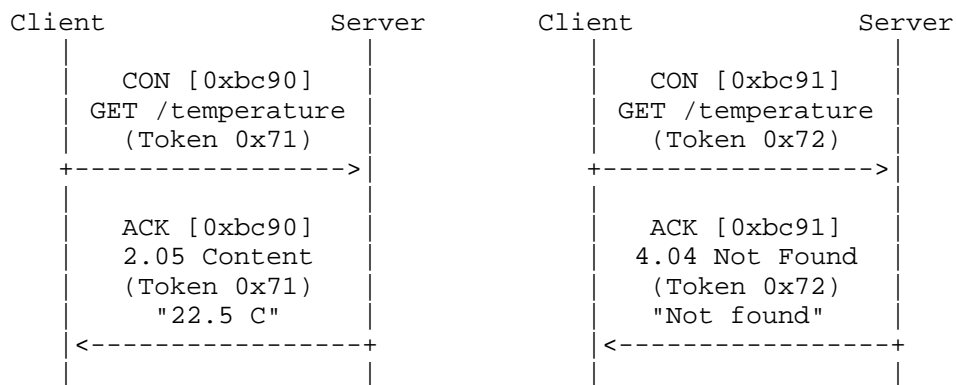 Client Server Client Server
CON [0xbc90] CON [0xbc91]
GET /temperature GET /temperature
(Token 0x71) (Token 0x72)
ACK [0xbc90] ACK [0xbc91]
2.05 Content 4.04 Not Found
(Token 0x71) (Token 0x72)
"22.5 C" "Not found"